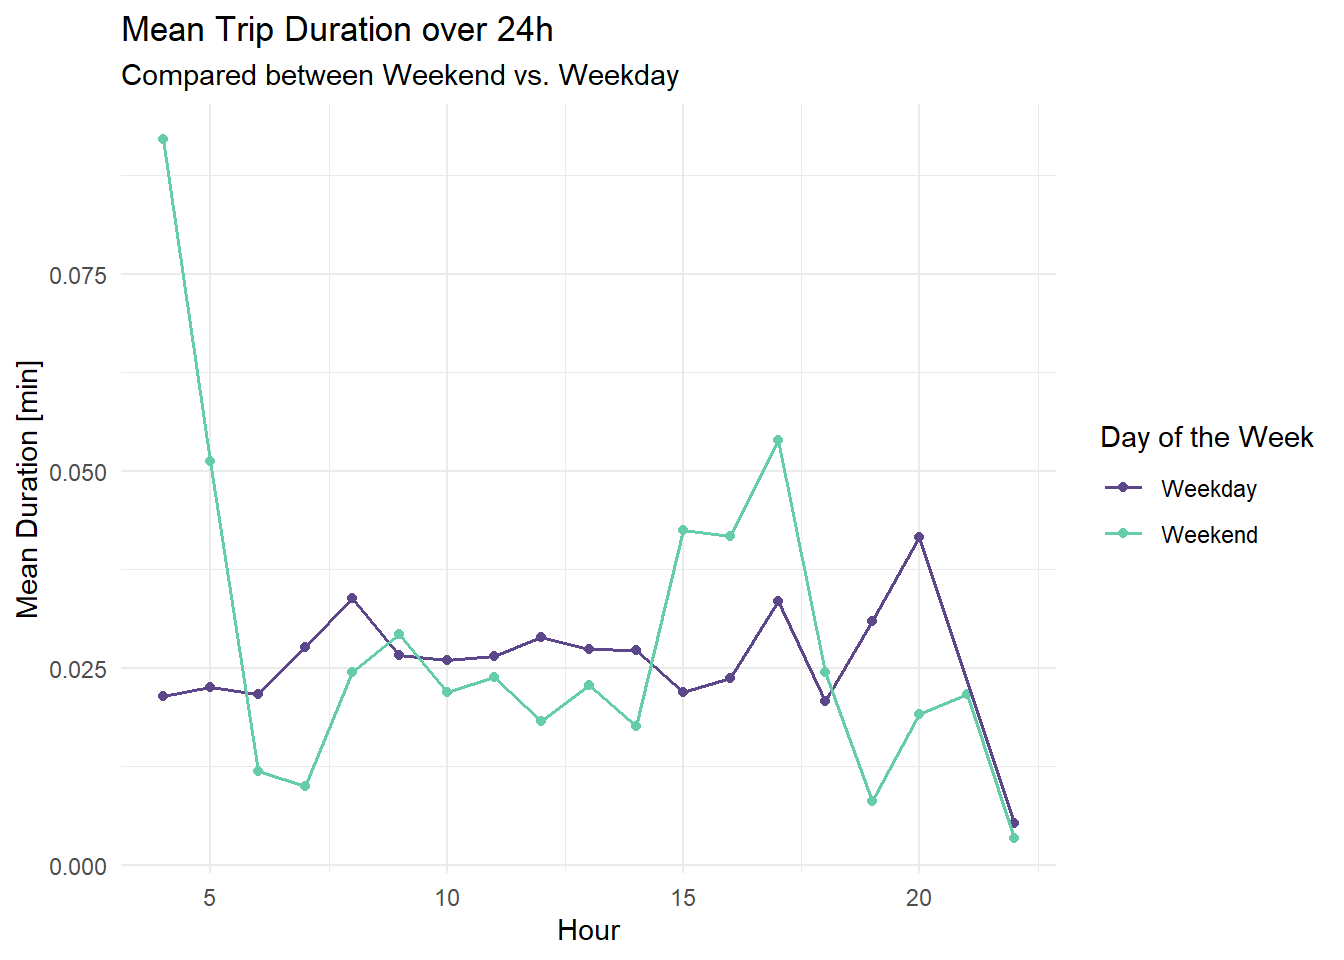 Mean Trip Duration over 24h
Compared between Weekend vs. Weekday
Mean Duration [min]
0.075
0.050
0.025
0.000
5
10
15
20
Hour
Day of the Week
Weekday
Weekend